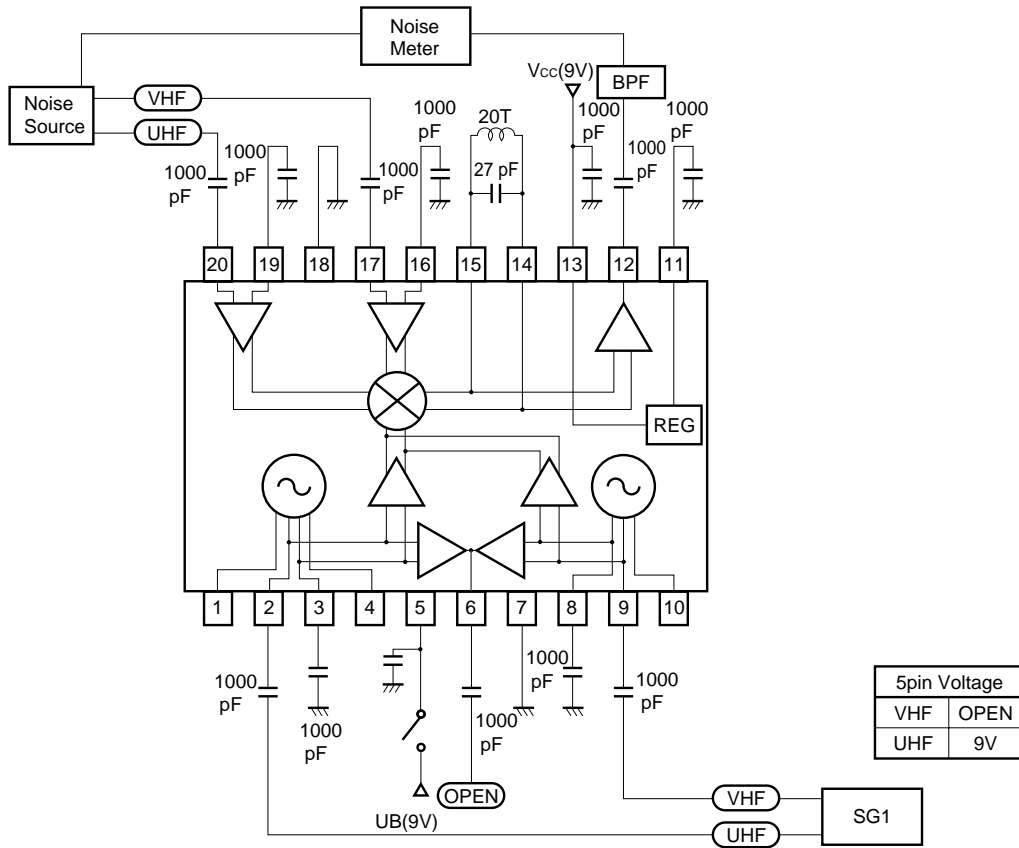 Noise
Meter
VCC(9V)
BPF
Noise
Source
VHF
UHF
1000
pF
1000
pF
1000
pF
1000
pF
20T
27 pF
1000
pF
1000
pF
1000
pF
20
19
18
17
16
15
14
13
12
11
REG
1
2
3
4
5
6
7
8
9
10
1000
pF
1000
pF
1000
pF
1000
pF
1000
pF
OPEN
UB(9V)
VHF
UHF
SG1
5pin Voltage
VHF OPEN
UHF 9V